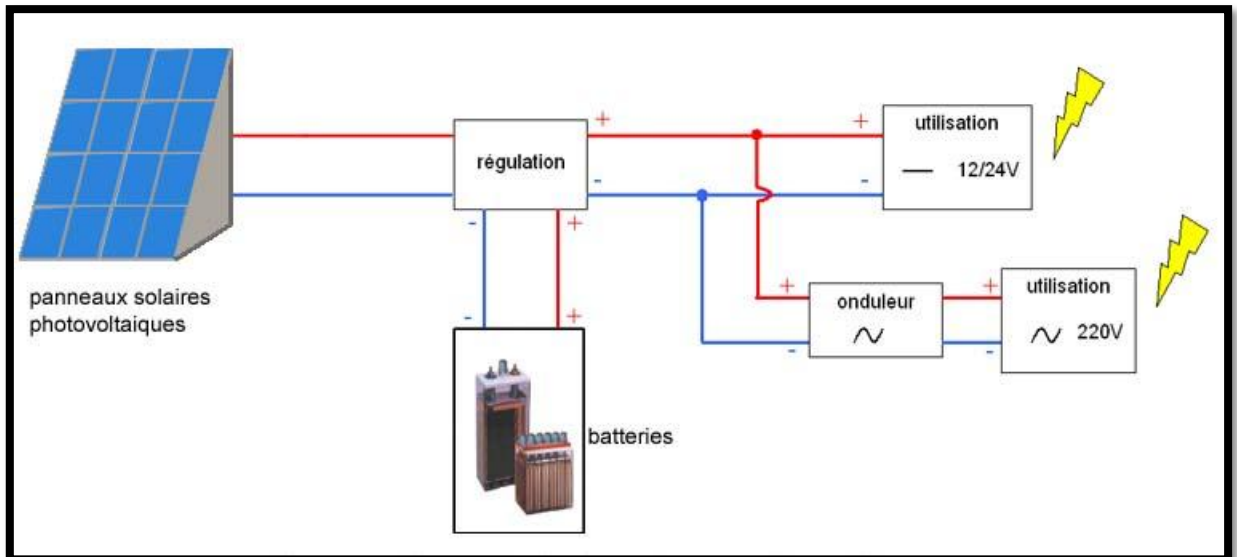 panneaux solaires
photovoltaiques
régulation
+
-
-
+
-
+
batteries
+
-
utilisation
— 12/24V
+
-
onduleur
+
-
utilisation
220V